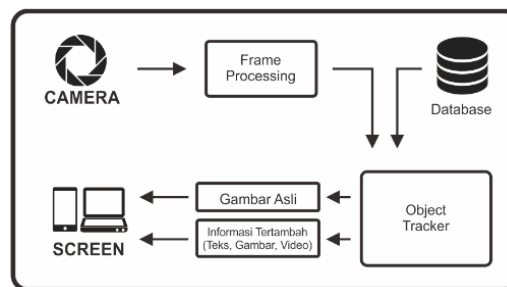 CAMERA
Frame
Processing
Database
Gambar Asli
Informasi Tertambah
(Teks, Gambar, Video)
Object
Tracker
SCREEN